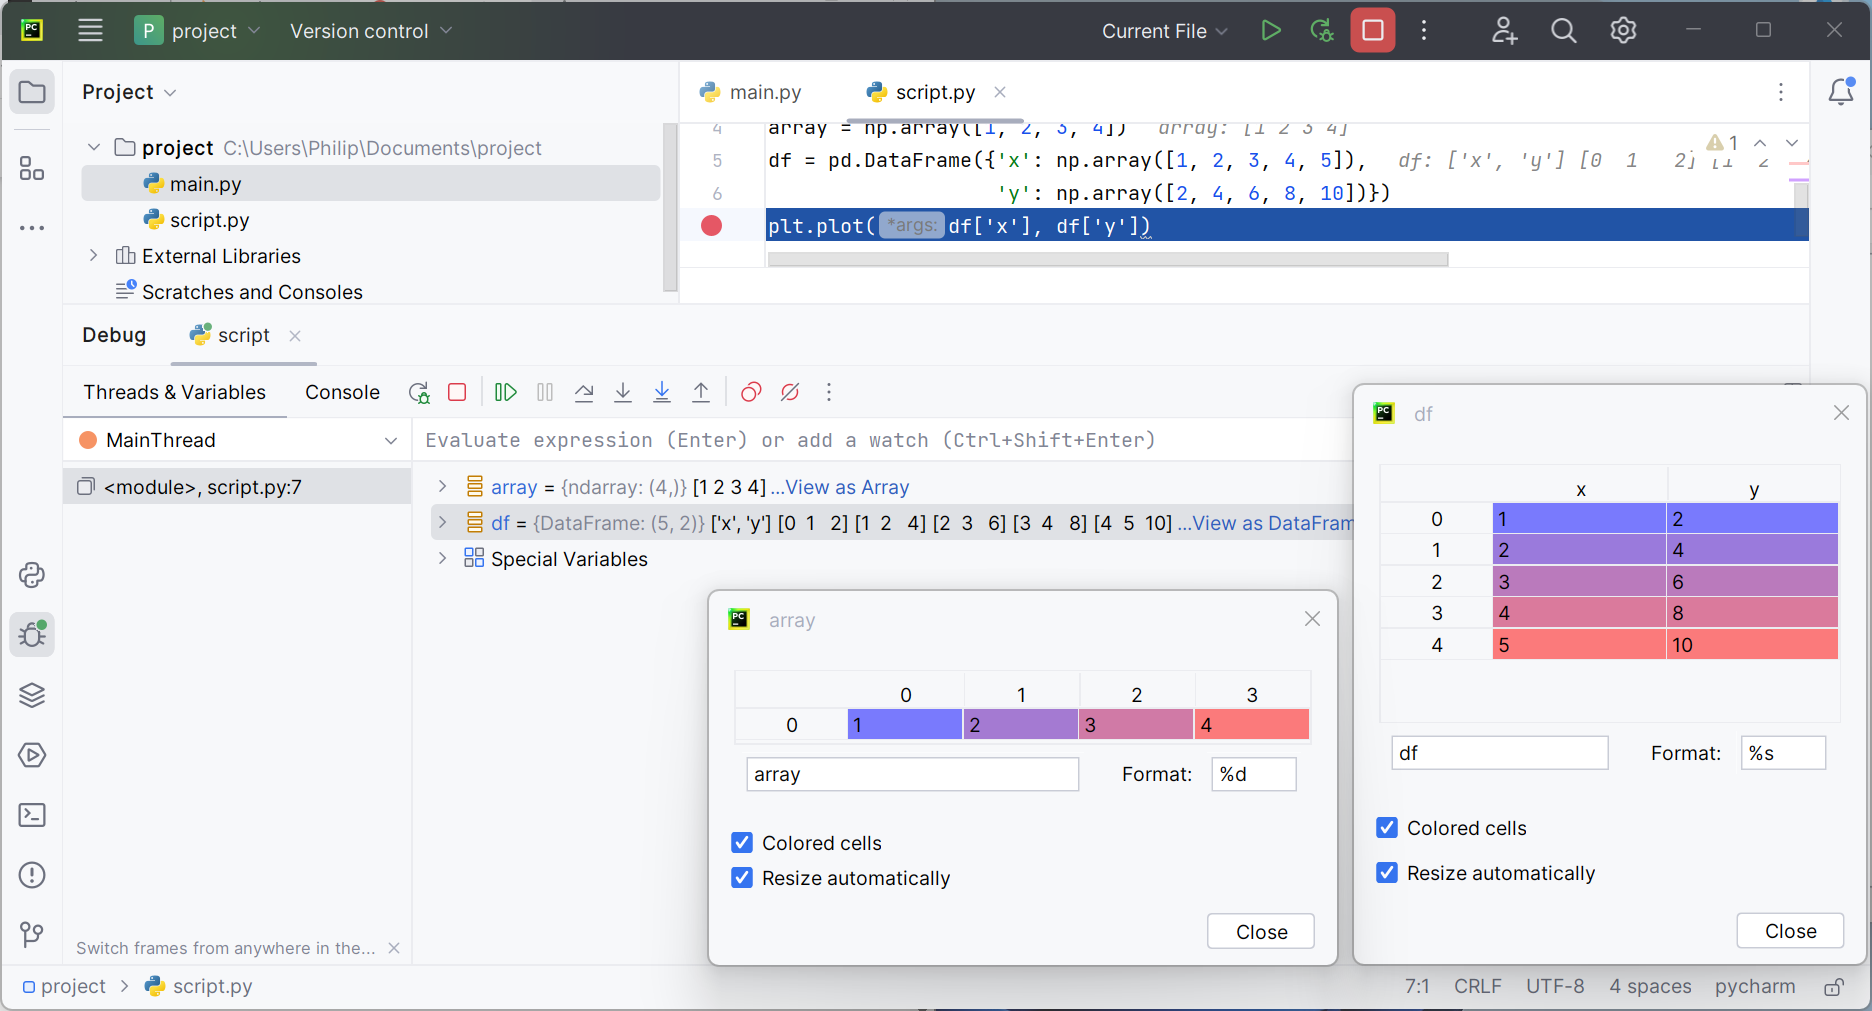 PC
P project Version control Current File
Project
main.py script.py
project C:\Users\Philip\Documents\project
main.py
script.py
External Libraries
Scratches and Consoles
4 array = np.array([1, 2, 3, 4]) array: [1 2 3 4]
5 df = pd.DataFrame({'x': np.array([1, 2, 3, 4, 5]), df: ['x', 'y'] [0 1 2] [1 2
6 'y': np.array([2, 4, 6, 8, 10])})
plt.plot( *args: df['x'], df['y'])
1
Debug script
Threads & Variables Console
MainThread
<module>, script.py:7
Evaluate expression (Enter) or add a watch (Ctrl+Shift+Enter)
array = {ndarray: (4,)} [1 2 3 4] ...View as Array
df = {DataFrame: (5, 2)} ['x', 'y'] [0 1 2] [1 2 4] [2 3 6] [3 4 8] [4 5 10] ...View as DataFram
Special Variables
PC array
0 1 2 3
0 1 2 3 4
array Format: %d
Colored cells
Resize automatically
Close
PC df
x y
0 1 2
1 2 4
2 3 6
3 4 8
4 5 10
df Format: %s
Colored cells
Resize automatically
Close
Switch frames from anywhere in the...
project script.py
7:1 CRLF UTF-8 4 spaces pycharm